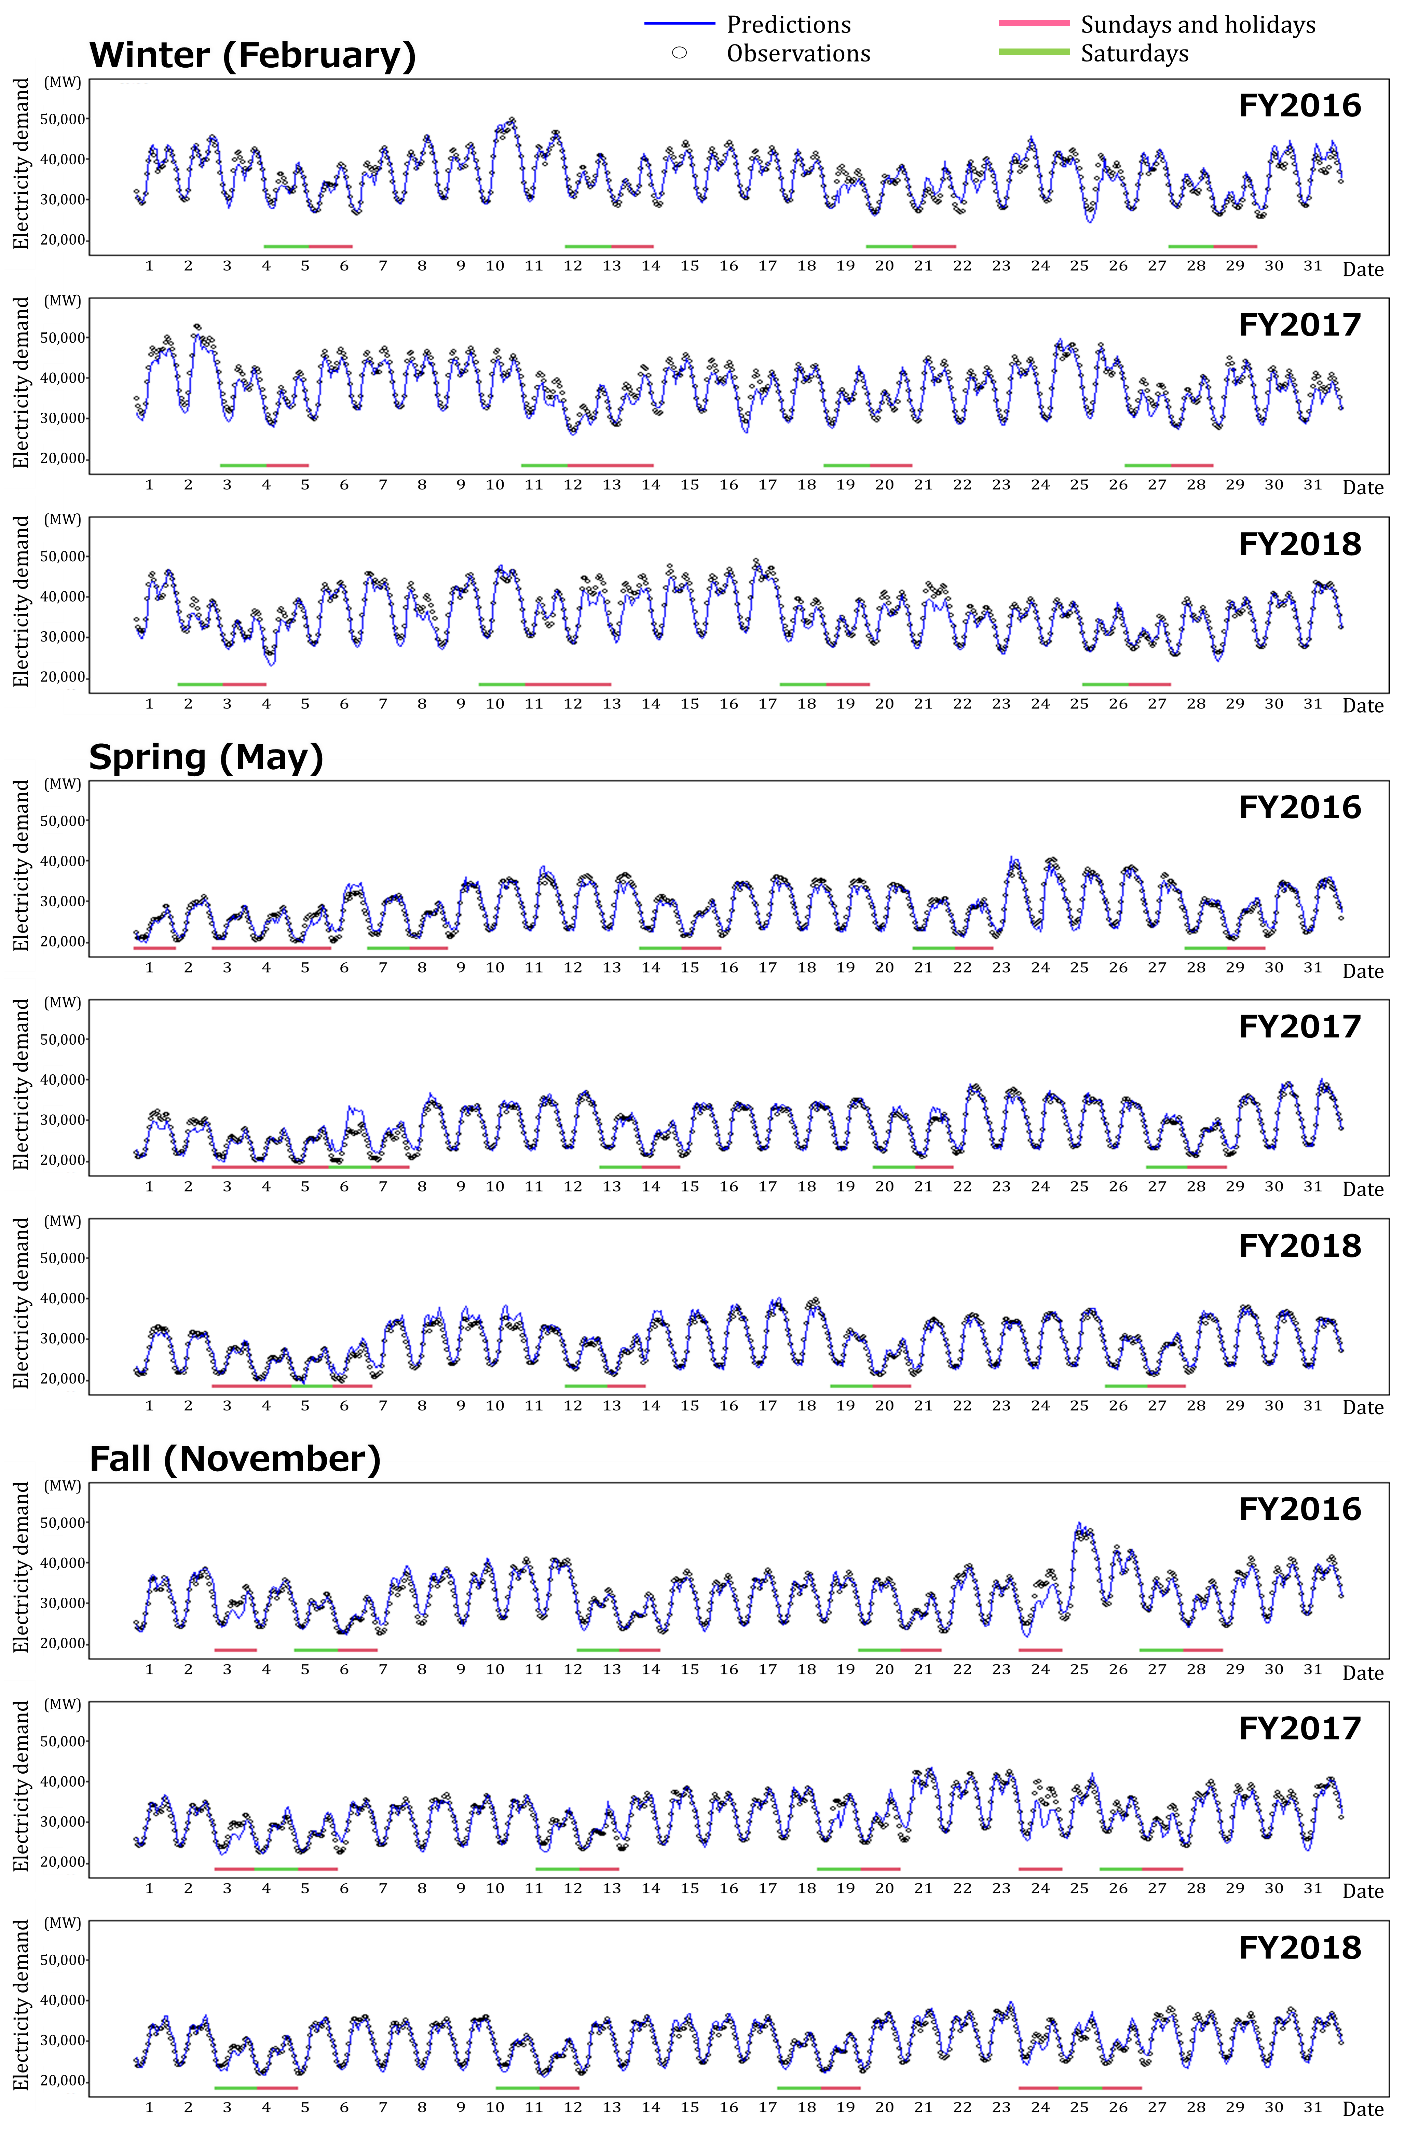 Predictions
Sundays and holidays
Observations
Saturdays
Winter (February)
(MW)
FY2016
Electricity demand
50,000
40,000
30,000
20,000
1 2 3 4 5 6 7 8 9 10 11 12 13 14 15 16 17 18 19 20 21 22 23 24 25 26 27 28 29 30 31 Date
(MW)
FY2017
Electricity demand
50,000
40,000
30,000
20,000
1 2 3 4 5 6 7 8 9 10 11 12 13 14 15 16 17 18 19 20 21 22 23 24 25 26 27 28 29 30 31 Date
(MW)
FY2018
Electricity demand
50,000
40,000
30,000
20,000
1 2 3 4 5 6 7 8 9 10 11 12 13 14 15 16 17 18 19 20 21 22 23 24 25 26 27 28 29 30 31 Date
Spring (May)
(MW)
FY2016
Electricity demand
50,000
40,000
30,000
20,000
1 2 3 4 5 6 7 8 9 10 11 12 13 14 15 16 17 18 19 20 21 22 23 24 25 26 27 28 29 30 31 Date
(MW)
FY2017
Electricity demand
50,000
40,000
30,000
20,000
1 2 3 4 5 6 7 8 9 10 11 12 13 14 15 16 17 18 19 20 21 22 23 24 25 26 27 28 29 30 31 Date
(MW)
FY2018
Electricity demand
50,000
40,000
30,000
20,000
1 2 3 4 5 6 7 8 9 10 11 12 13 14 15 16 17 18 19 20 21 22 23 24 25 26 27 28 29 30 31 Date
Fall (November)
(MW)
FY2016
Electricity demand
50,000
40,000
30,000
20,000
1 2 3 4 5 6 7 8 9 10 11 12 13 14 15 16 17 18 19 20 21 22 23 24 25 26 27 28 29 30 31 Date
(MW)
FY2017
Electricity demand
50,000
40,000
30,000
20,000
1 2 3 4 5 6 7 8 9 10 11 12 13 14 15 16 17 18 19 20 21 22 23 24 25 26 27 28 29 30 31 Date
(MW)
FY2018
Electricity demand
50,000
40,000
30,000
20,000
1 2 3 4 5 6 7 8 9 10 11 12 13 14 15 16 17 18 19 20 21 22 23 24 25 26 27 28 29 30 31 Date